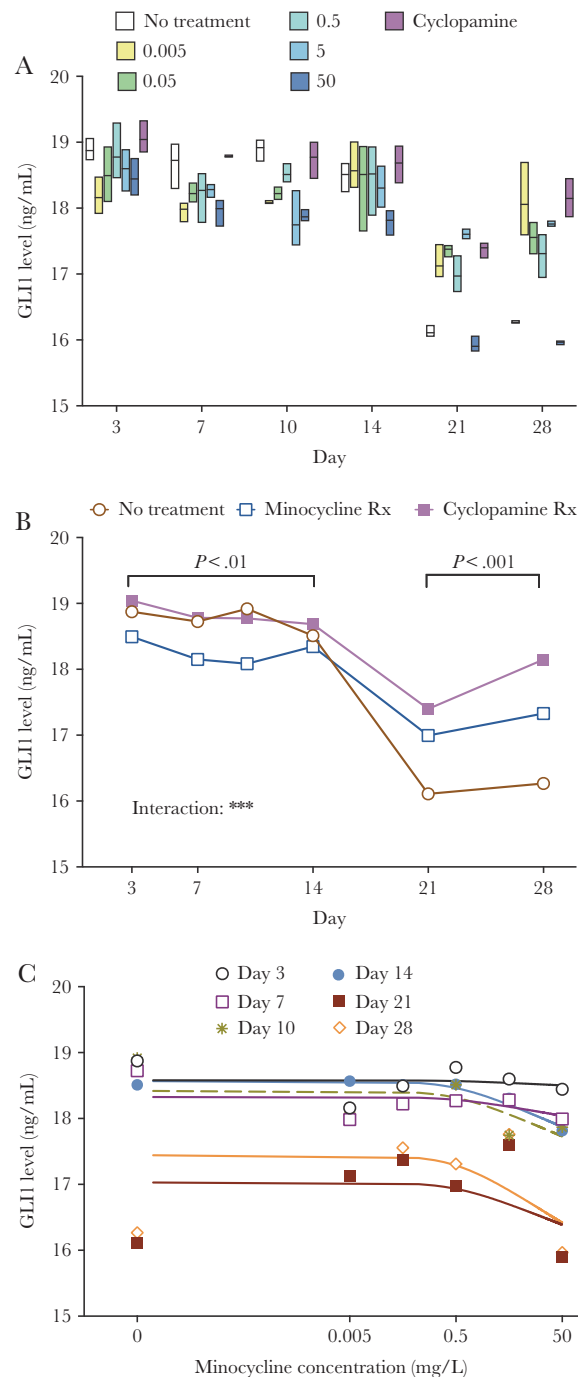 A
No treatment 0.5 Cyclopamine
0.005 5
0.05 50
20
19
18
17
16
15
GLI1 level (ng/mL)
3 7 10 14 21 28
Day
B
No treatment Minocycline Rx Cyclopamine Rx
20
19
18
17
16
15
GLI1 level (ng/mL)
P < .01 P < .001
Interaction: ***
3 7 14 21 28
Day
C
Day 3 Day 14
Day 7 Day 21
Day 10 Day 28
20
19
18
17
16
15
GLI1 level (ng/mL)
0 0.005 0.5 50
Minocycline concentration (mg/L)